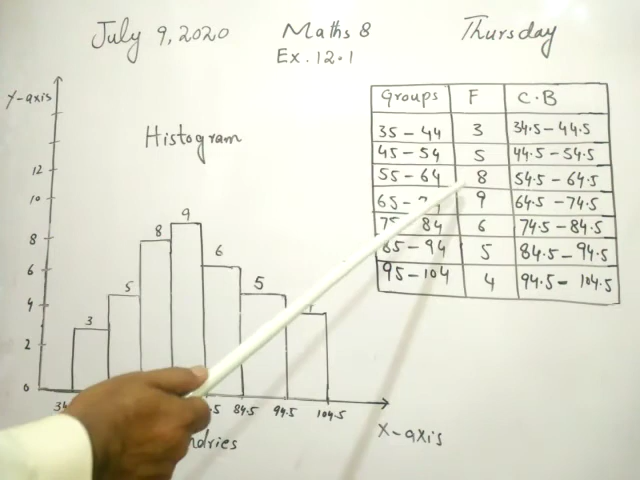 July 9, 2020 Maths 8 Thursday
Ex. 12.1
Y-axis
Histogram
12
10
8
6
4
2
0
3 5 8 9 6 5
84.5 94.5 104.5
X-axis
Groups F C.B
35 - 44 3 34.5 - 44.5
45 - 54 5 44.5 - 54.5
55 - 64 8 54.5 - 64.5
65 - 9 64.5 - 74.5
84 6 74.5 - 84.5
85 - 94 5 84.5 - 94.5
95 - 104 4 94.5 - 104.5